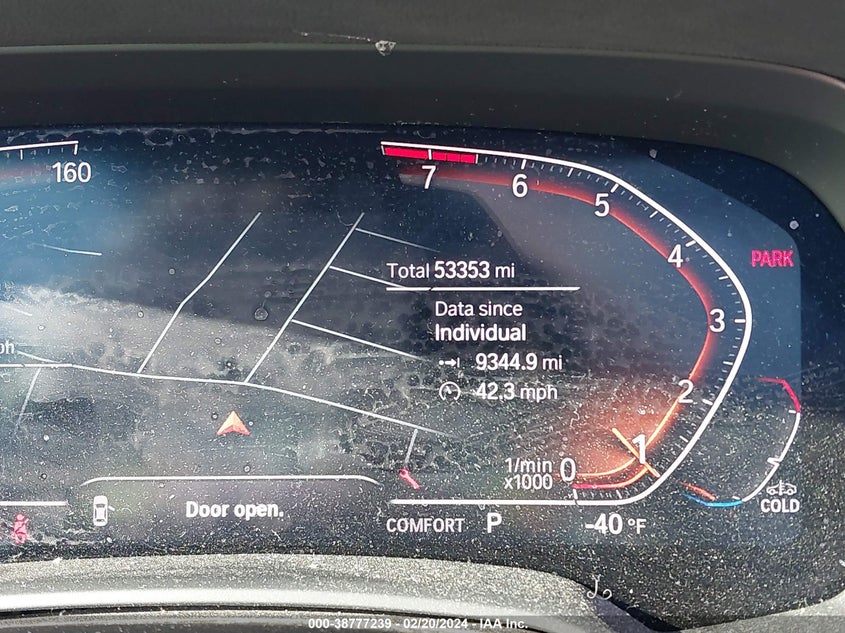 160
7
6
5
4
3
2
1
0
PARK
Total 53353 mi
Data since
Individual
9344.9 mi
42.3 mph
ph
1/min
x1000
Door open.
COMFORT P -40 °F
COLD
000-38777239 - 02/20/2024 - IAA Inc.